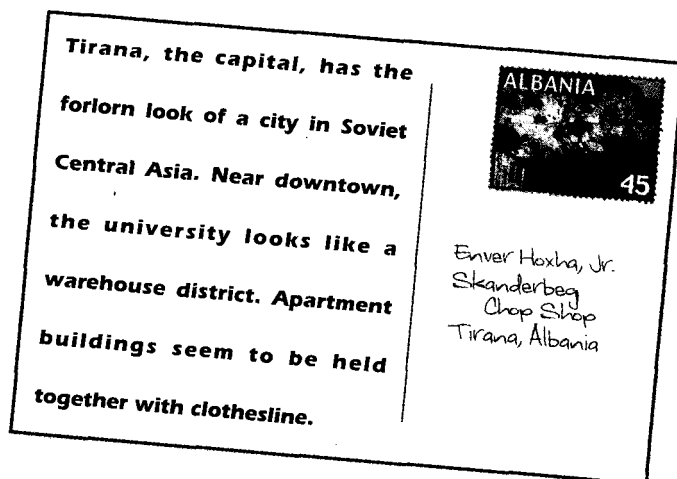 Tirana, the capital, has the
forlorn look of a city in Soviet
Central Asia. Near downtown,
the university looks like a
warehouse district. Apartment
buildings seem to be held
together with clothesline.
ALBANIA
45
Enver Hoxha, Jr.
Skanderbeg
Chop Shop
Tirana, Albania